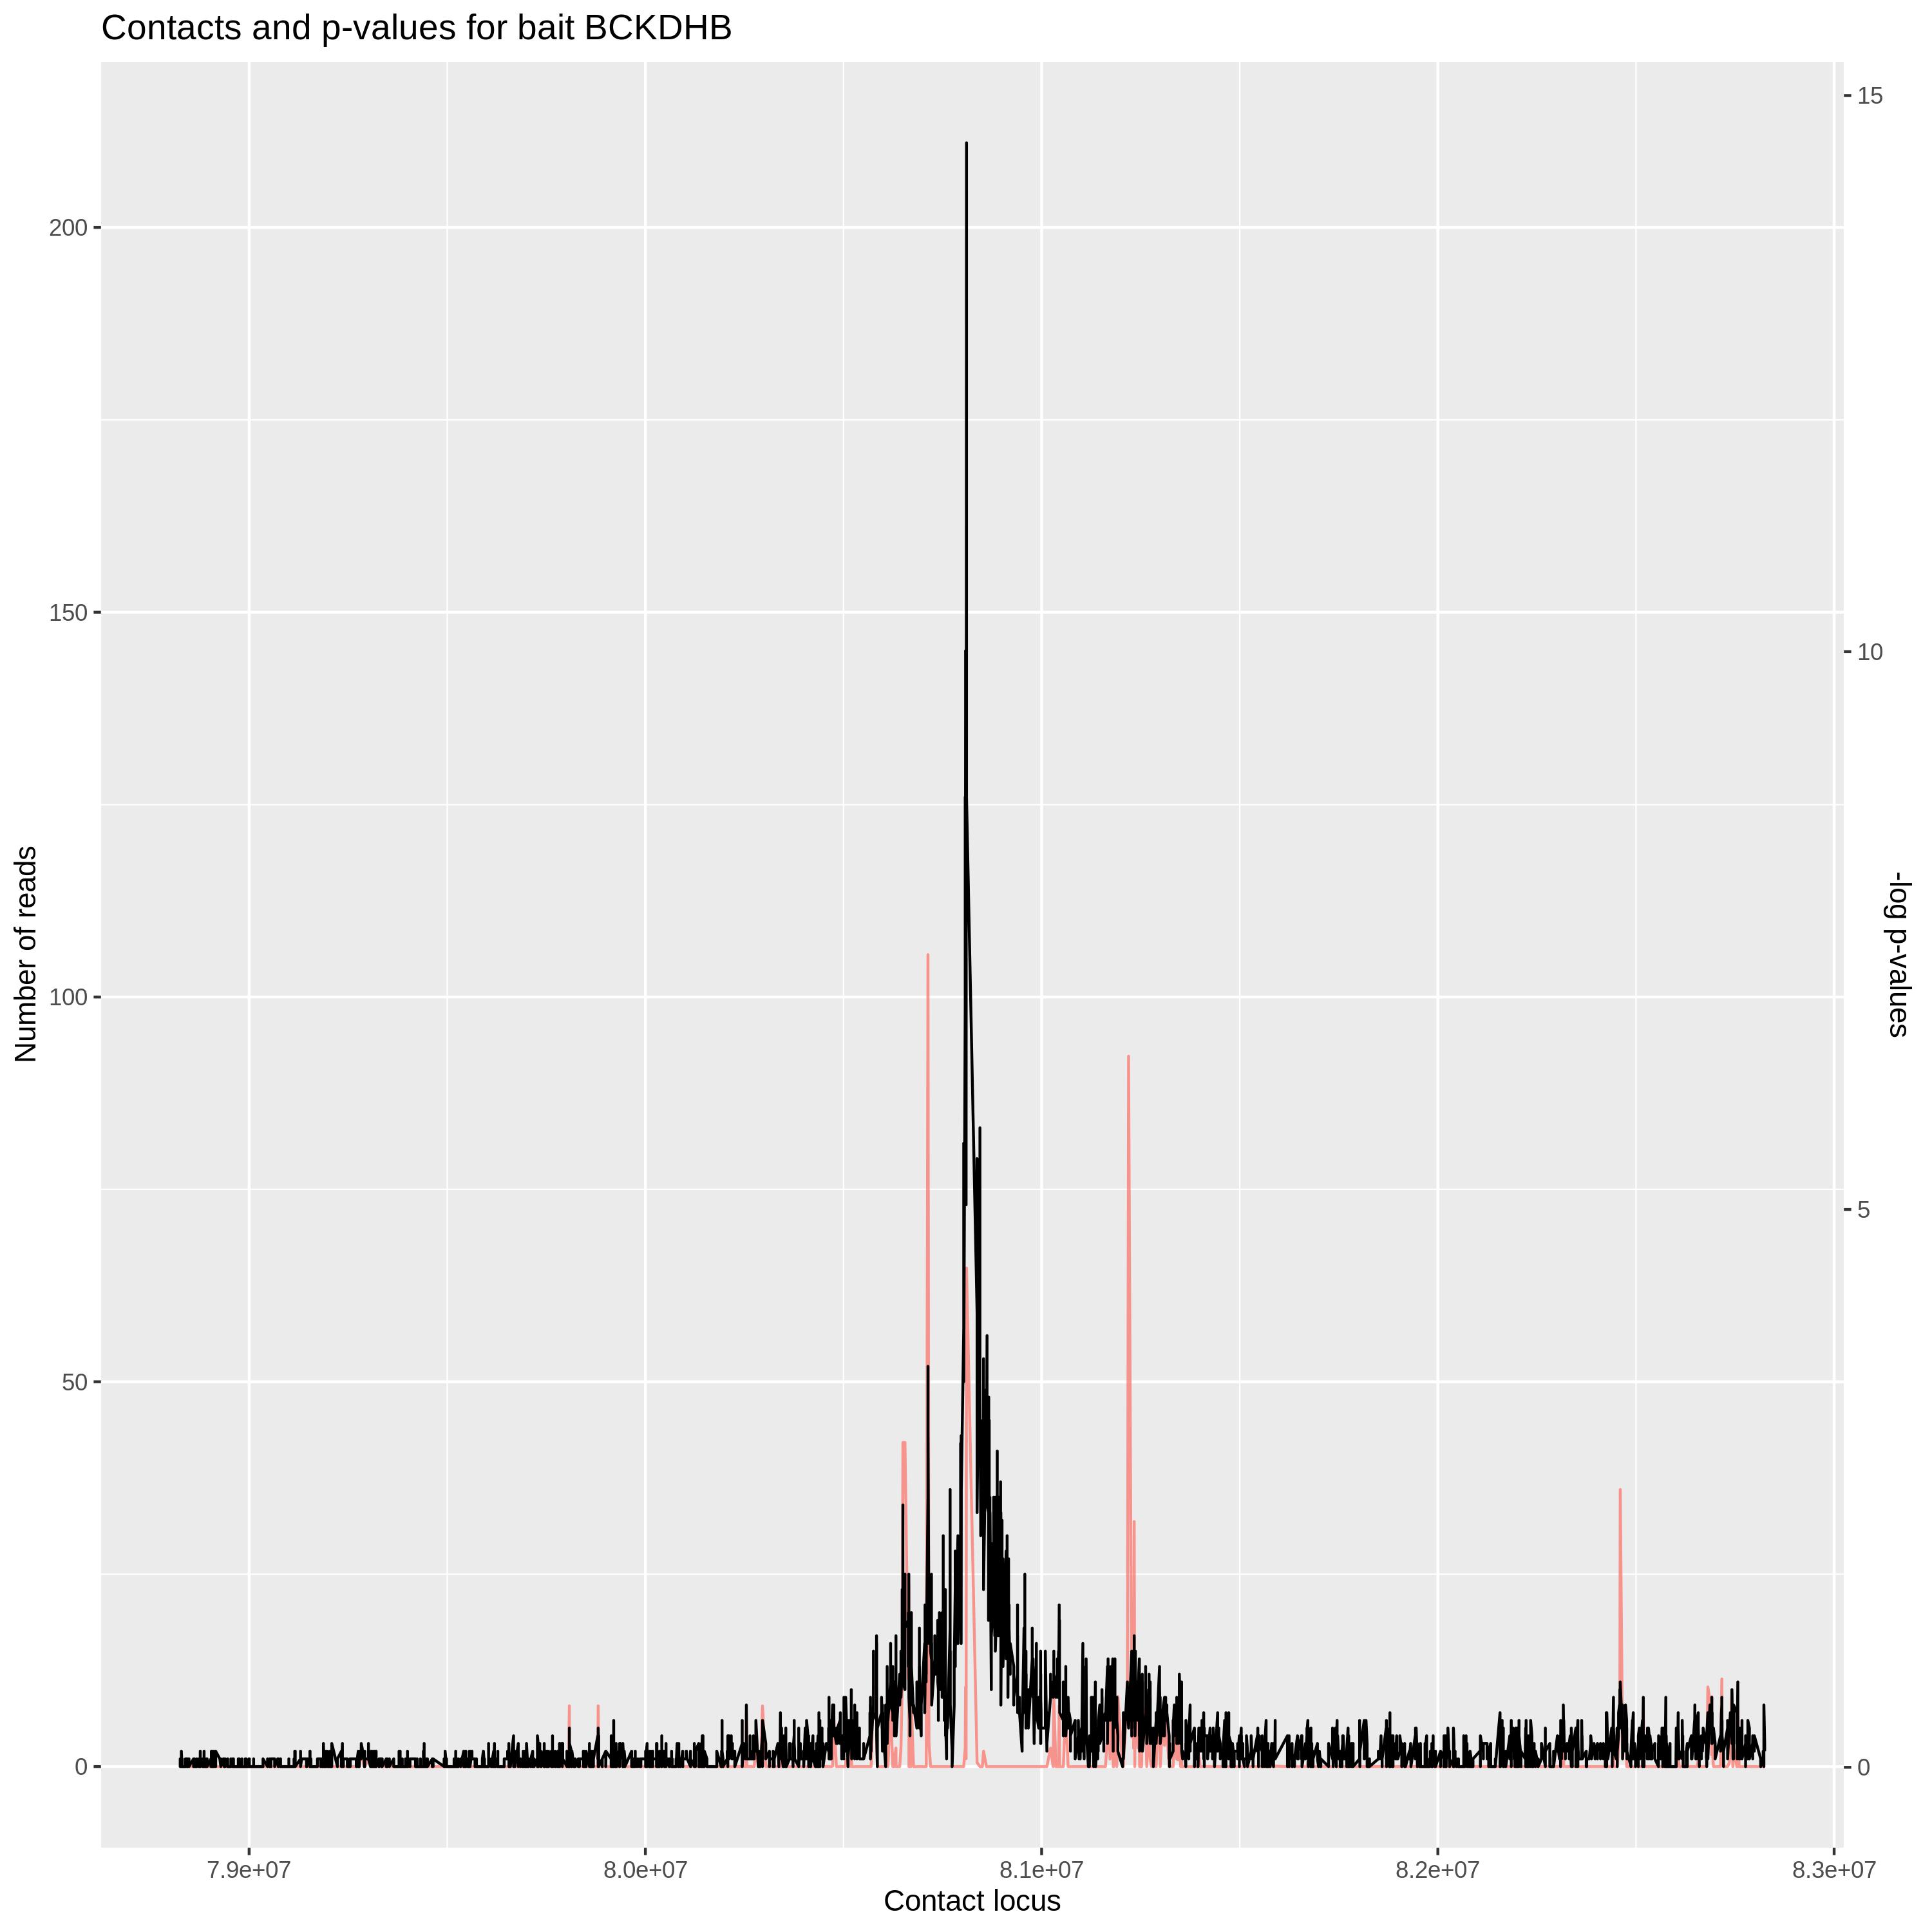 Contacts and p-values for bait BCKDHB
Number of reads
200
150
100
50
0
15
10
5
0
-log p-values
7.9e+07 8.0e+07 8.1e+07 8.2e+07 8.3e+07
Contact locus